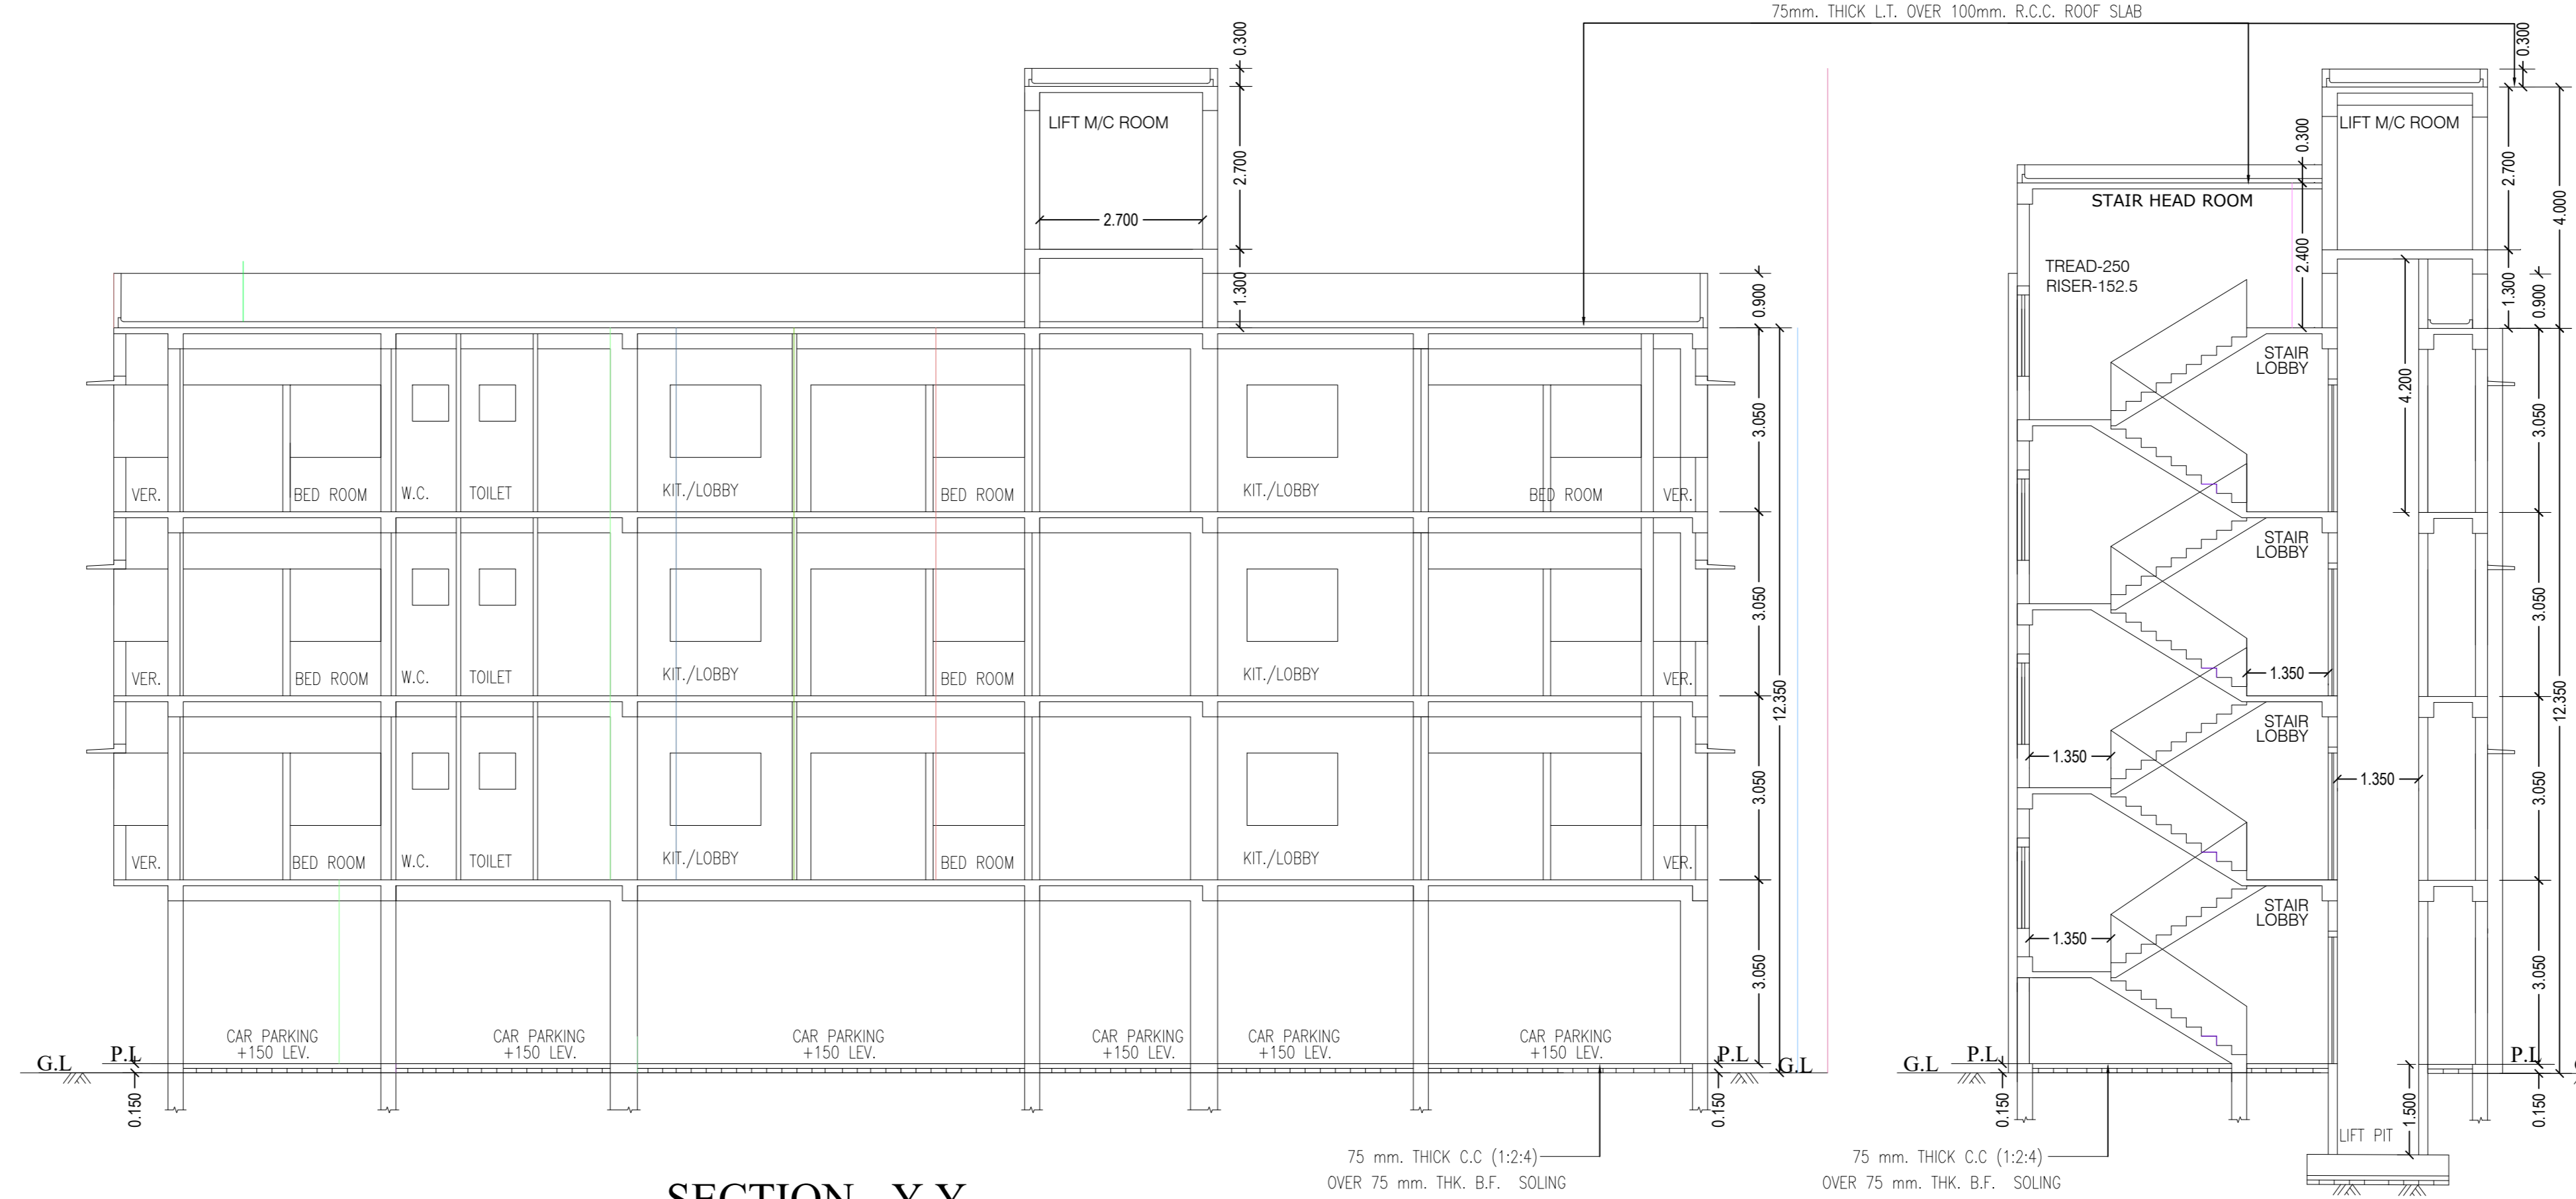 75mm. THICK L.T. OVER 100mm. R.C.C. ROOF SLAB
0.300
LIFT M/C ROOM
2.700
2.700
1.300
0.900
VER.
BED ROOM
W.C.
TOILET
KIT./LOBBY
BED ROOM
KIT./LOBBY
BED ROOM
VER.
3.050
VER.
BED ROOM
W.C.
TOILET
KIT./LOBBY
BED ROOM
KIT./LOBBY
VER.
3.050
12.350
VER.
BED ROOM
W.C.
TOILET
KIT./LOBBY
BED ROOM
KIT./LOBBY
VER.
3.050
3.050
CAR PARKING
+150 LEV.
CAR PARKING
+150 LEV.
CAR PARKING
+150 LEV.
CAR PARKING
+150 LEV.
CAR PARKING
+150 LEV.
CAR PARKING
+150 LEV.
G.L
P.L
P.L
G.L
0.150
0.150
75 mm. THICK C.C (1:2:4)
OVER 75 mm. THK. B.F. SOLING
0.300
LIFT M/C ROOM
0.300
2.700
4.000
STAIR HEAD ROOM
2.400
TREAD-250
RISER-152.5
1.300
0.900
STAIR
LOBBY
4.200
3.050
STAIR
LOBBY
3.050
1.350
12.350
STAIR
LOBBY
1.350
1.350
3.050
STAIR
LOBBY
1.350
3.050
G.L
P.L
P.L
0.150
1.500
0.150
LIFT PIT
75 mm. THICK C.C (1:2:4)
OVER 75 mm. THK. B.F. SOLING